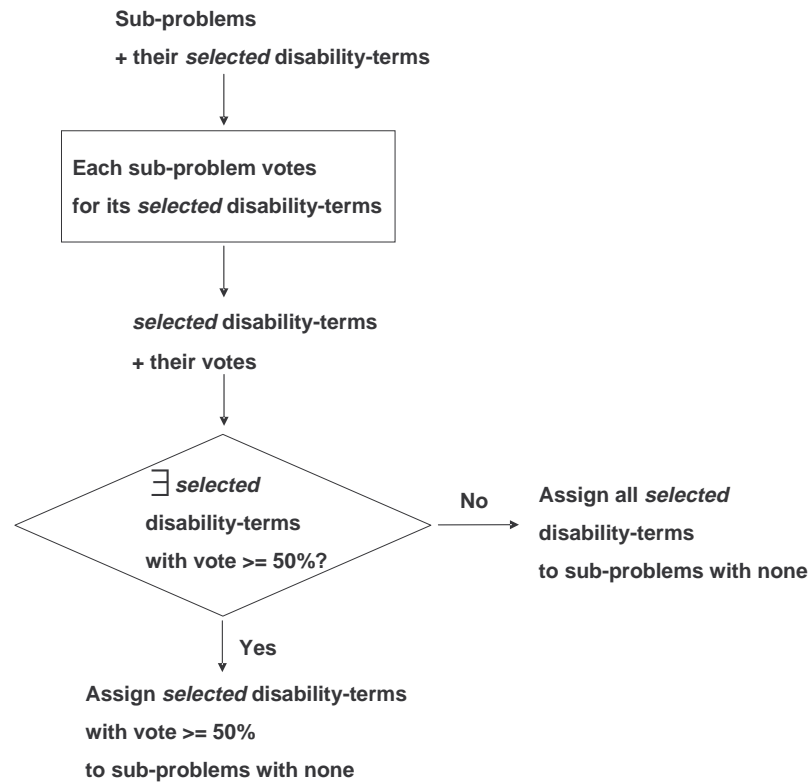 Sub-problems
+ their selected disability-terms
Each sub-problem votes
for its selected disability-terms
selected disability-terms
+ their votes
∃ selected
disability-terms
with vote >= 50%?
No
Assign all selected
disability-terms
to sub-problems with none
Yes
Assign selected disability-terms
with vote >= 50%
to sub-problems with none